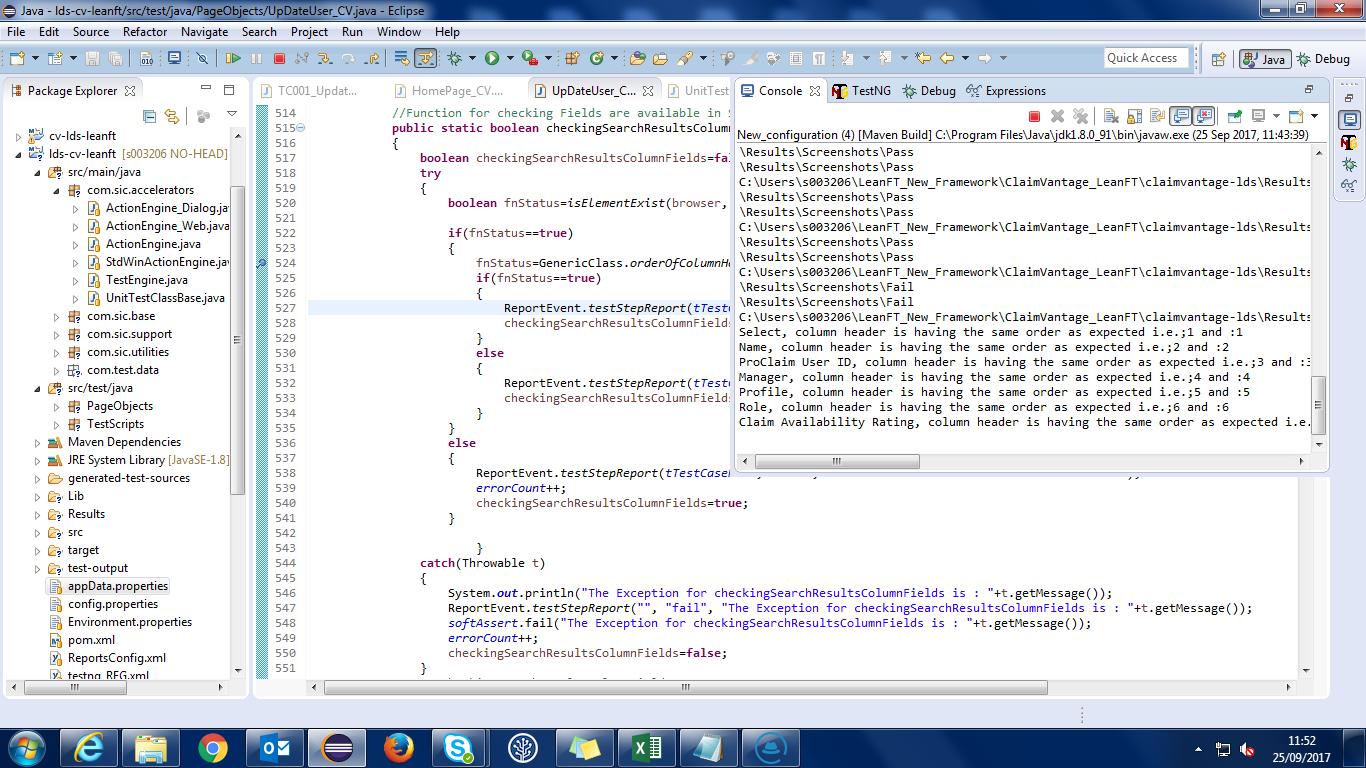 Java - lds-cv-leanft/src/test/java/PageObjects/UpDateUser_CV.java - Eclipse
File Edit Source Refactor Navigate Search Project Run Window Help
Quick Access
Java
Debug
Package Explorer
cv-lds-leanft
lds-cv-leanft [s003206 NO-HEAD]
src/main/java
com.sic.accelerators
ActionEngine_Dialog.ja
ActionEngine_Web.java
ActionEngine.java
StdWinActionEngine.jav
TestEngine.java
UnitTestClassBase.java
com.sic.base
com.sic.support
com.sic.utilities
com.test.data
src/test/java
PageObjects
TestScripts
Maven Dependencies
JRE System Library [JavaSE-1.8]
generated-test-sources
Lib
Results
src
target
test-output
appData.properties
config.properties
Environment.properties
pom.xml
ReportsConfig.xml
testng_REG.xml
TC001_Updat...
HomePage_CV....
UpDateUser_C...
UnitTest
514 //Function for checking Fields are available in S
515 public static boolean checkingSearchResultsColumn
516 {
517 boolean checkingSearchResultsColumnFields=fal
518 try
519 {
520 boolean fnStatus=isElementExist(browser,
521
522 if(fnStatus==true)
523 {
524 fnStatus=GenericClass.orderOfColumnHe
525 if(fnStatus==true)
526 {
527 ReportEvent.testStepReport(tTestC
528 checkingSearchResultsColumnFields
529 }
530 else
531 {
532 ReportEvent.testStepReport(tTestC
533 checkingSearchResultsColumnFields
534 }
535 }
536 else
537 {
538 ReportEvent.testStepReport(tTestCase
539 errorCount++;
540 checkingSearchResultsColumnFields=true;
541 }
542
543 }
544 catch(Throwable t)
545 {
546 System.out.println("The Exception for checkingSearchResultsColumnFields is : "+t.getMessage());
547 ReportEvent.testStepReport("", "fail", "The Exception for checkingSearchResultsColumnFields is : "+t.getMessage());
548 softAssert.fail("The Exception for checkingSearchResultsColumnFields is : "+t.getMessage());
549 errorCount++;
550 checkingSearchResultsColumnFields=false;
551 }
Console
TestNG
Debug
Expressions
New_configuration (4) [Maven Build] C:\Program Files\Java\jdk1.8.0_91\bin\javaw.exe (25 Sep 2017, 11:43:39)
\Results\Screenshots\Pass
\Results\Screenshots\Pass
C:\Users\s003206\LeanFT_New_Framework\ClaimVantage_LeanFT\claimvantage-lds\Results
\Results\Screenshots\Pass
\Results\Screenshots\Pass
C:\Users\s003206\LeanFT_New_Framework\ClaimVantage_LeanFT\claimvantage-lds\Results
\Results\Screenshots\Pass
\Results\Screenshots\Pass
C:\Users\s003206\LeanFT_New_Framework\ClaimVantage_LeanFT\claimvantage-lds\Results
\Results\Screenshots\Fail
\Results\Screenshots\Fail
C:\Users\s003206\LeanFT_New_Framework\ClaimVantage_LeanFT\claimvantage-lds\Results
Select, column header is having the same order as expected i.e.;1 and :1
Name, column header is having the same order as expected i.e.;2 and :2
ProClaim User ID, column header is having the same order as expected i.e.;3 and :3
Manager, column header is having the same order as expected i.e.;4 and :4
Profile, column header is having the same order as expected i.e.;5 and :5
Role, column header is having the same order as expected i.e.;6 and :6
Claim Availability Rating, column header is having the same order as expected i.e.
11:52
25/09/2017